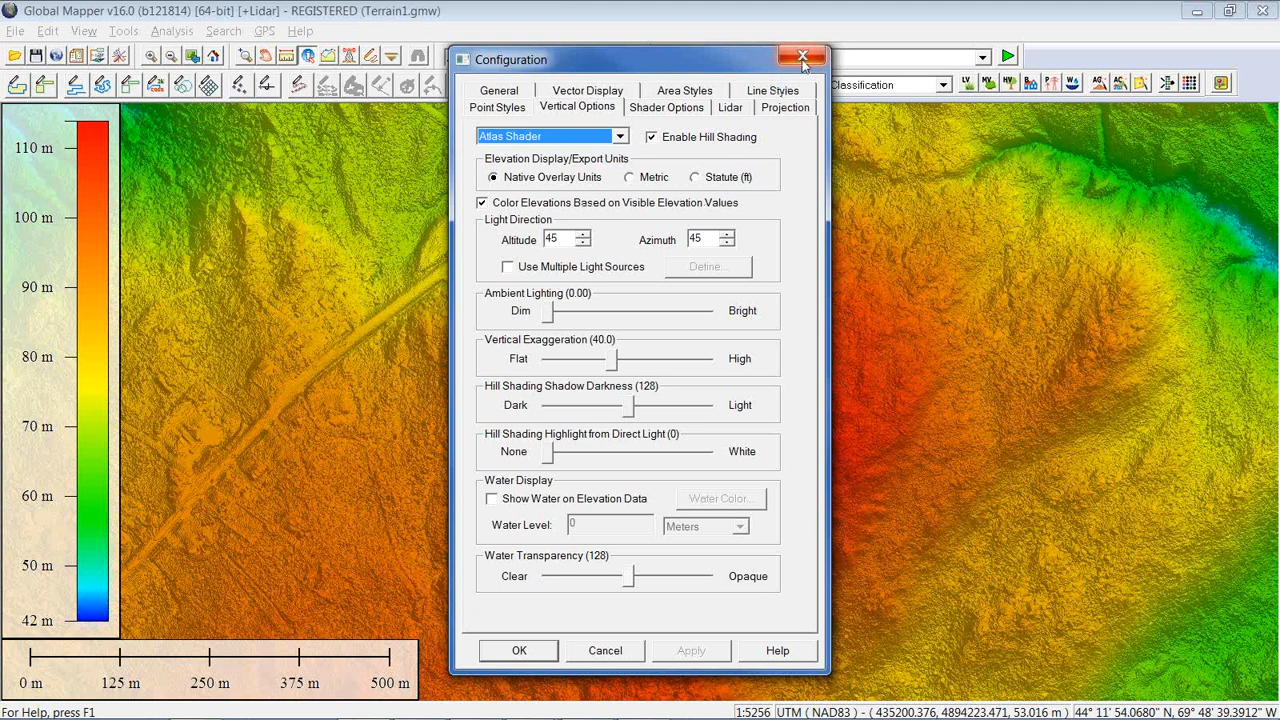 Global Mapper v16.0 (b121814) [64-bit] [+Lidar] - REGISTERED (Terrain1.gmw)
File Edit View Tools Analysis Search GPS Help
Classification
110 m
100 m
90 m
80 m
70 m
60 m
50 m
42 m
0 m 125 m 250 m 375 m 500 m
Configuration
General Vector Display Area Styles Line Styles
Point Styles Vertical Options Shader Options Lidar Projection
Atlas Shader Enable Hill Shading
Elevation Display/Export Units
Native Overlay Units Metric Statute (ft)
Color Elevations Based on Visible Elevation Values
Light Direction
Altitude 45 Azimuth 45
Use Multiple Light Sources Define...
Ambient Lighting (0.00)
Dim Bright
Vertical Exaggeration (40.0)
Flat High
Hill Shading Shadow Darkness (128)
Dark Light
Hill Shading Highlight from Direct Light (0)
None White
Water Display
Show Water on Elevation Data Water Color...
Water Level: 0 Meters
Water Transparency (128)
Clear Opaque
OK Cancel Apply Help
For Help, press F1
1:5256 UTM ( NAD83 ) - ( 435200.376, 4894223.471, 53.016 m ) 44° 11' 54.0680" N, 69° 48' 39.3912" W